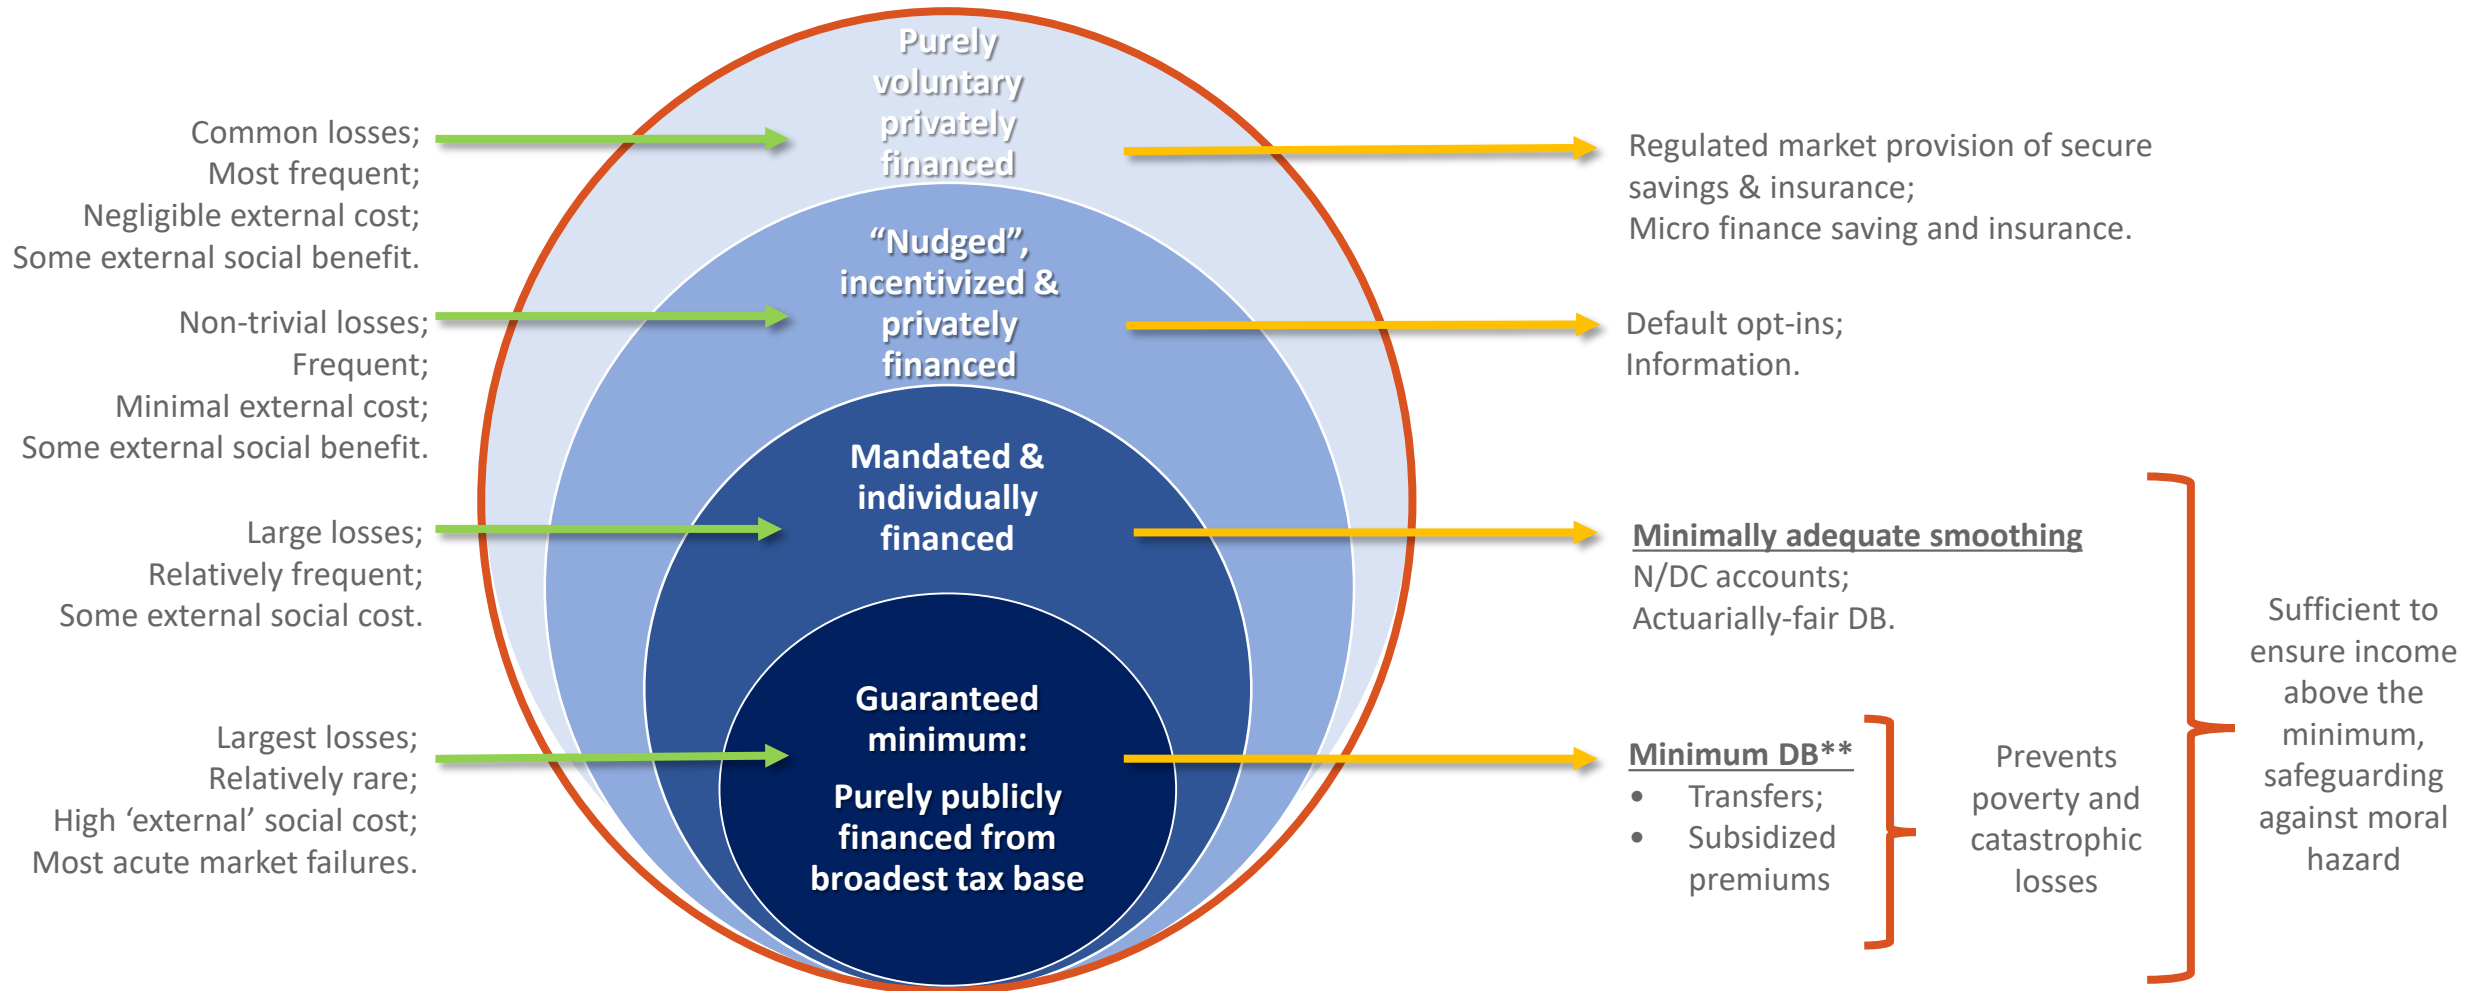 Purely
voluntary
privately
financed
“Nudged”,
incentivized &
privately
financed
Mandated &
individually
financed
Guaranteed
minimum:
Purely publicly
financed from
broadest tax base
Common losses;
Most frequent;
Negligible external cost;
Some external social benefit.
Non-trivial losses;
Frequent;
Minimal external cost;
Some external social benefit.
Large losses;
Relatively frequent;
Some external social cost.
Largest losses;
Relatively rare;
High ‘external’ social cost;
Most acute market failures.
Regulated market provision of secure
savings & insurance;
Micro finance saving and insurance.
Default opt-ins;
Information.
Minimally adequate smoothing
N/DC accounts;
Actuarially-fair DB.
Minimum DB**
• Transfers;
• Subsidized
premiums
Prevents
poverty and
catastrophic
losses
Sufficient to
ensure income
above the
minimum,
safeguarding
against moral
hazard